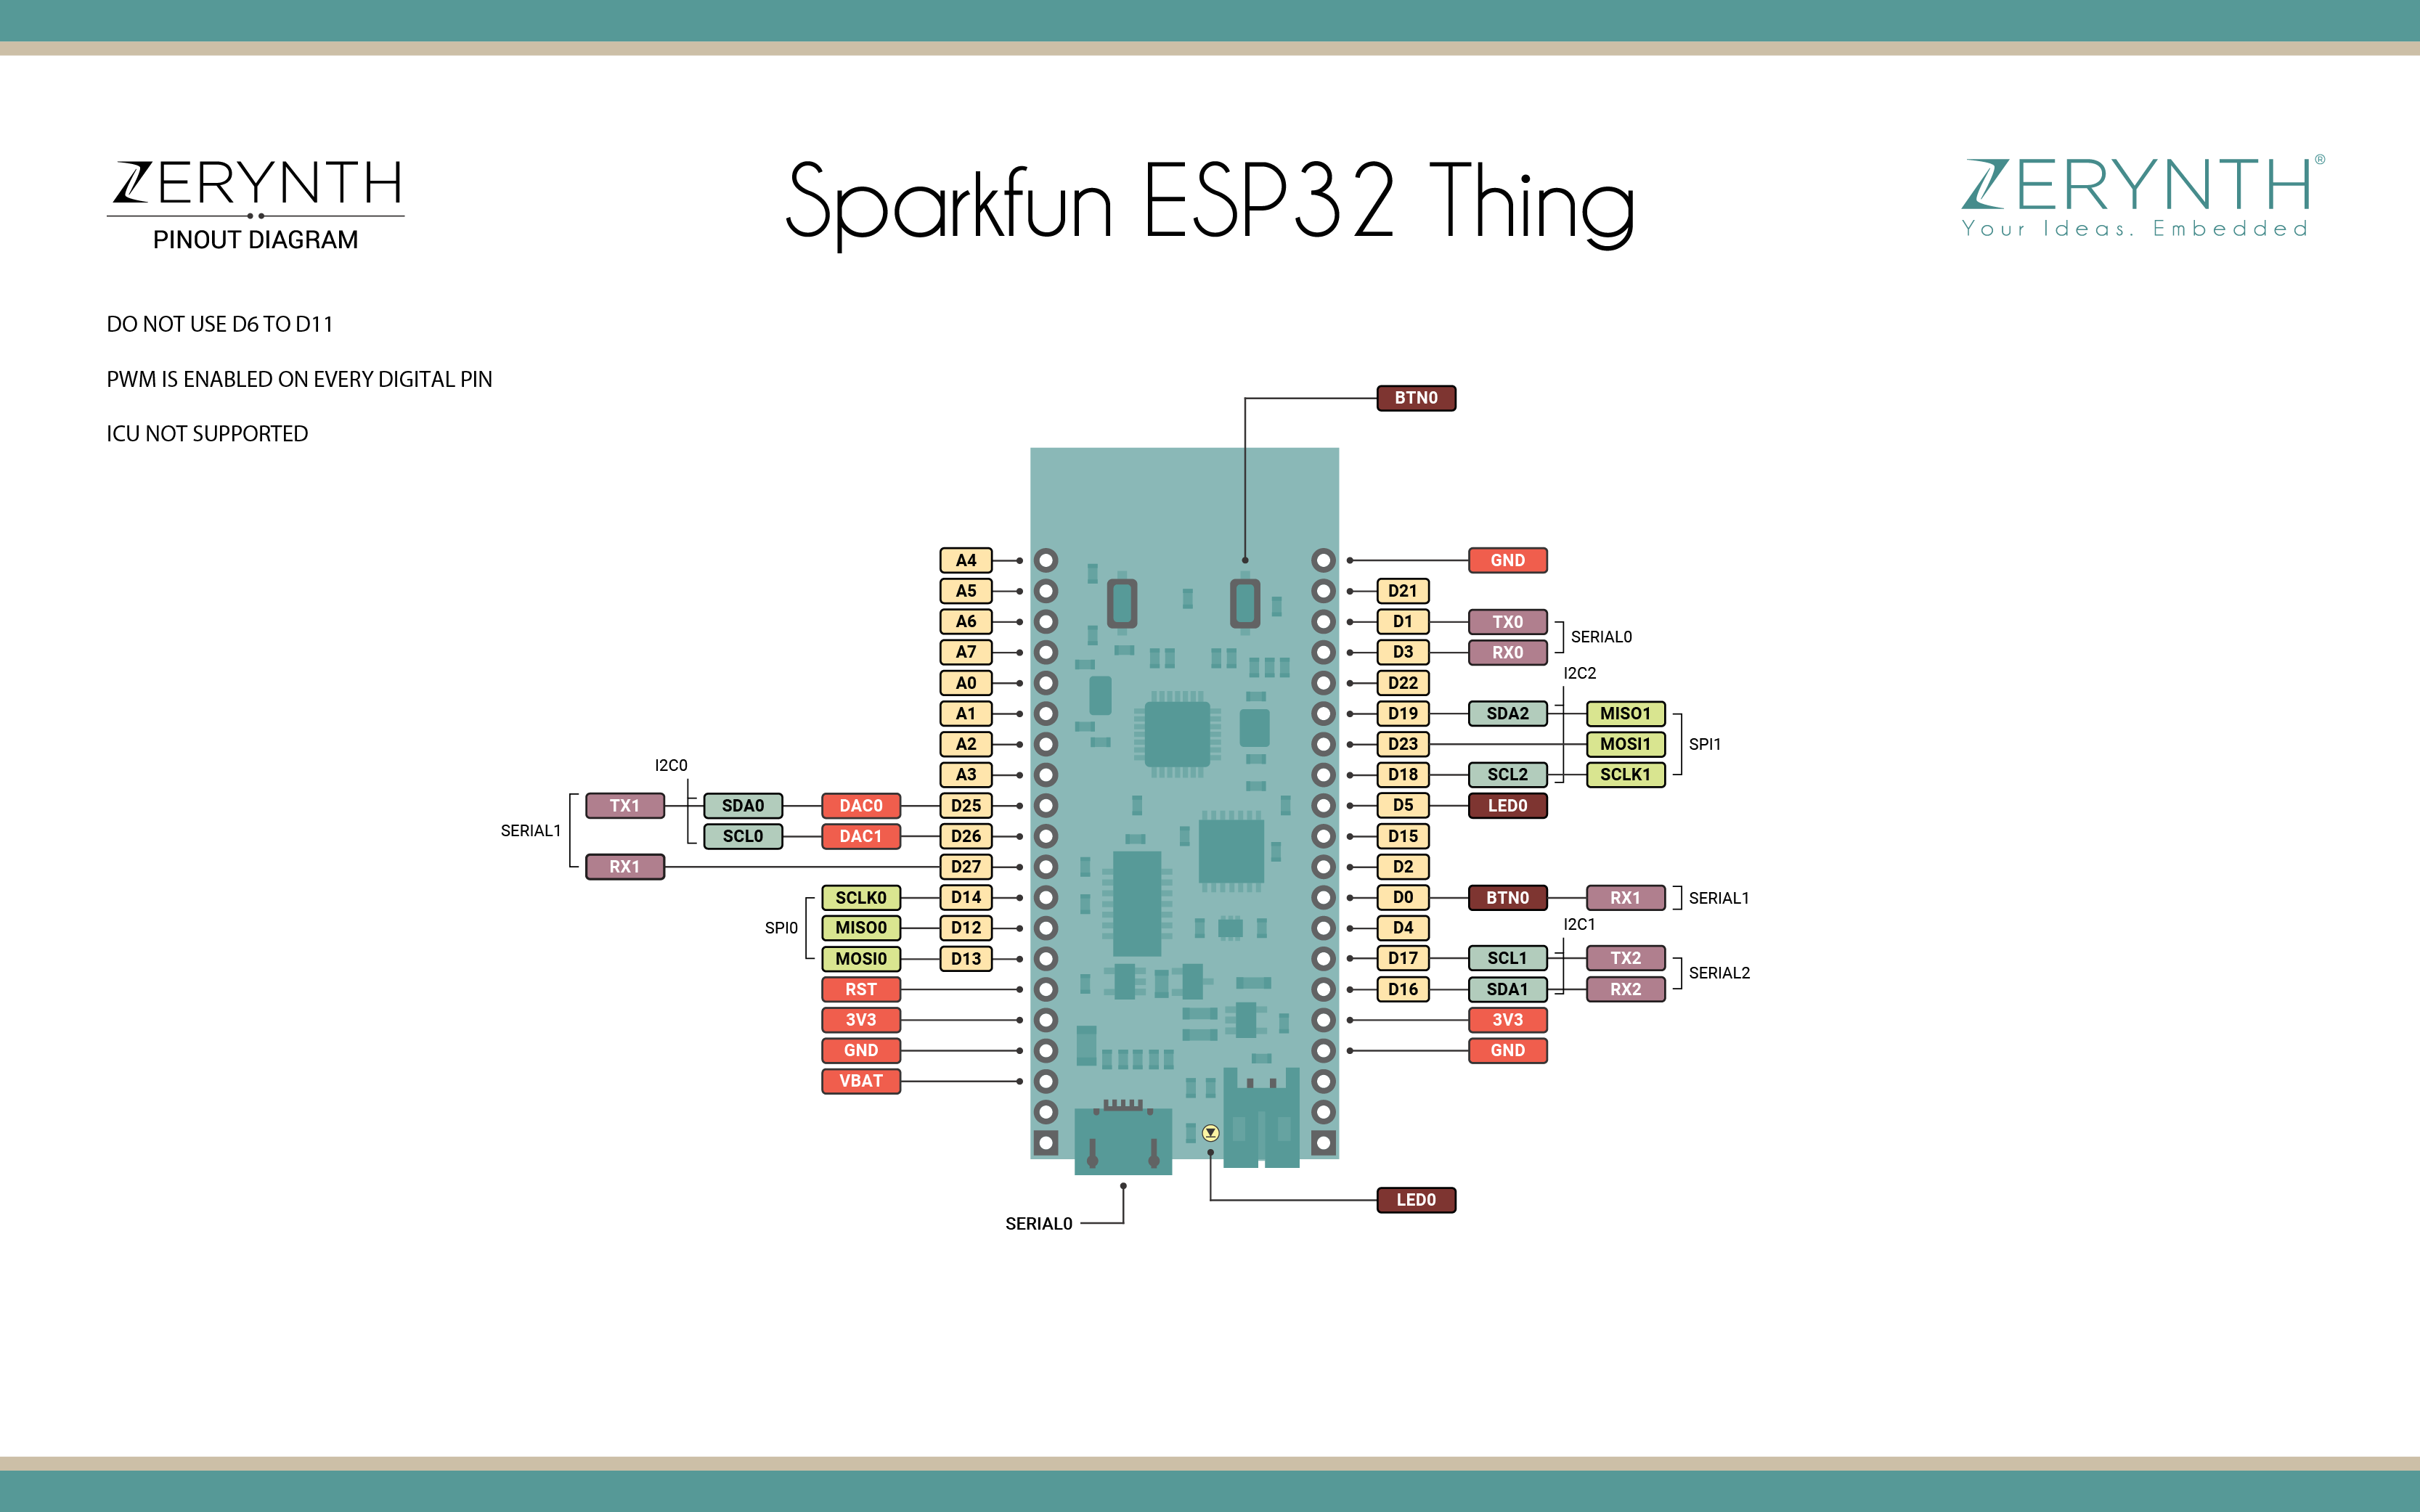 ZERYNTH
PINOUT DIAGRAM
Sparkfun ESP32 Thing
ZERYNTH®
Your Ideas. Embedded
DO NOT USE D6 TO D11
PWM IS ENABLED ON EVERY DIGITAL PIN
ICU NOT SUPPORTED
BTN0
A4
A5
A6
A7
A0
A1
A2
A3
I2C0
SERIAL1
TX1 SDA0 DAC0 D25
SCL0 DAC1 D26
RX1 D27
SPI0
SCLK0 D14
MISO0 D12
MOSI0 D13
RST
3V3
GND
VBAT
GND
D21
D1 TX0
D3 RX0
SERIAL0
D22
I2C2
D19 SDA2 MISO1
D23 MOSI1
SPI1
D18 SCL2 SCLK1
D5 LED0
D15
D2
D0 BTN0 RX1 SERIAL1
D4
I2C1
D17 SCL1 TX2
D16 SDA1 RX2
SERIAL2
3V3
GND
LED0
SERIAL0